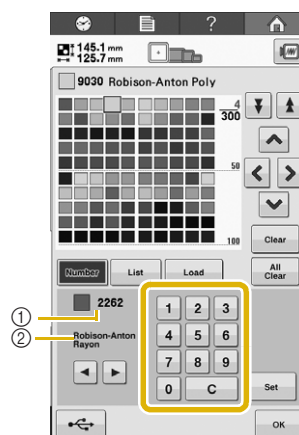 ?
145.1 mm
125.7 mm
9030 Robison-Anton Poly
4
300
50
100
Clear
Number
List
Load
All
Clear
① 2262
② Robison-Anton
Rayon
1 2 3
4 5 6
7 8 9
0 C
Set
OK